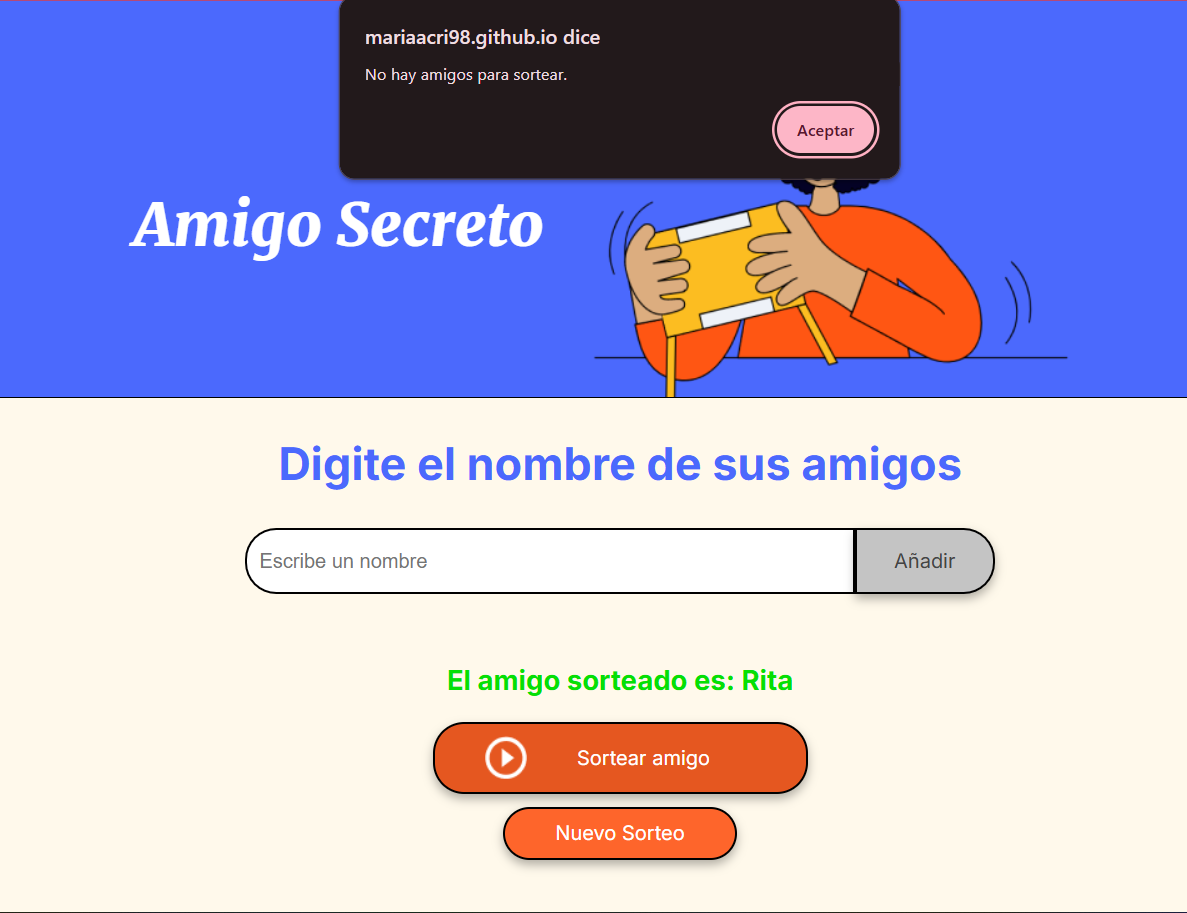 mariaacri98.github.io dice
No hay amigos para sortear.
Aceptar
Amigo Secreto
Digite el nombre de sus amigos
Escribe un nombre
Añadir
El amigo sorteado es: Rita
Sortear amigo
Nuevo Sorteo